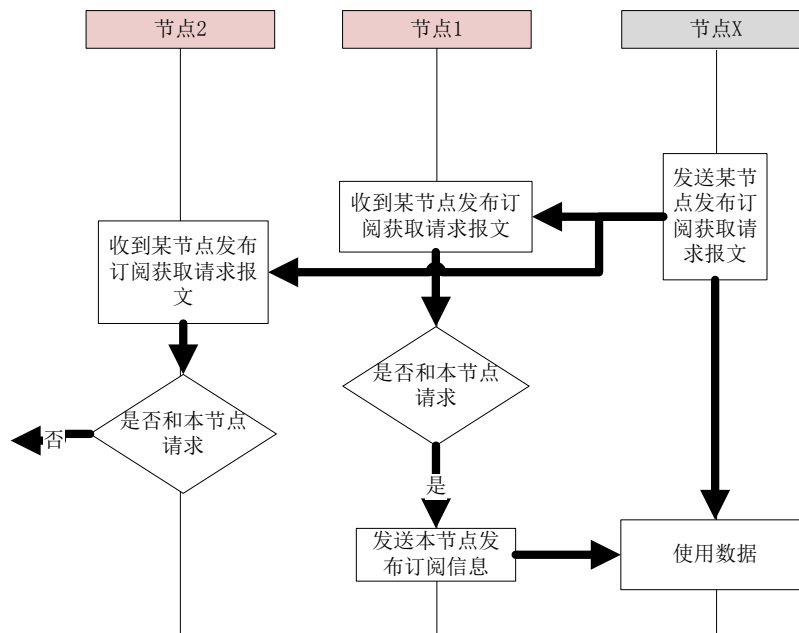 节点2
节点1
节点X
发送某节
点发布订
阅获取请
求报文
收到某节点发布订
阅获取请求报文
收到某节点发布
订阅获取请求报
文
是否和本节点
请求
是否和本节点
请求
否
是
发送本节点发
布订阅信息
使用数据